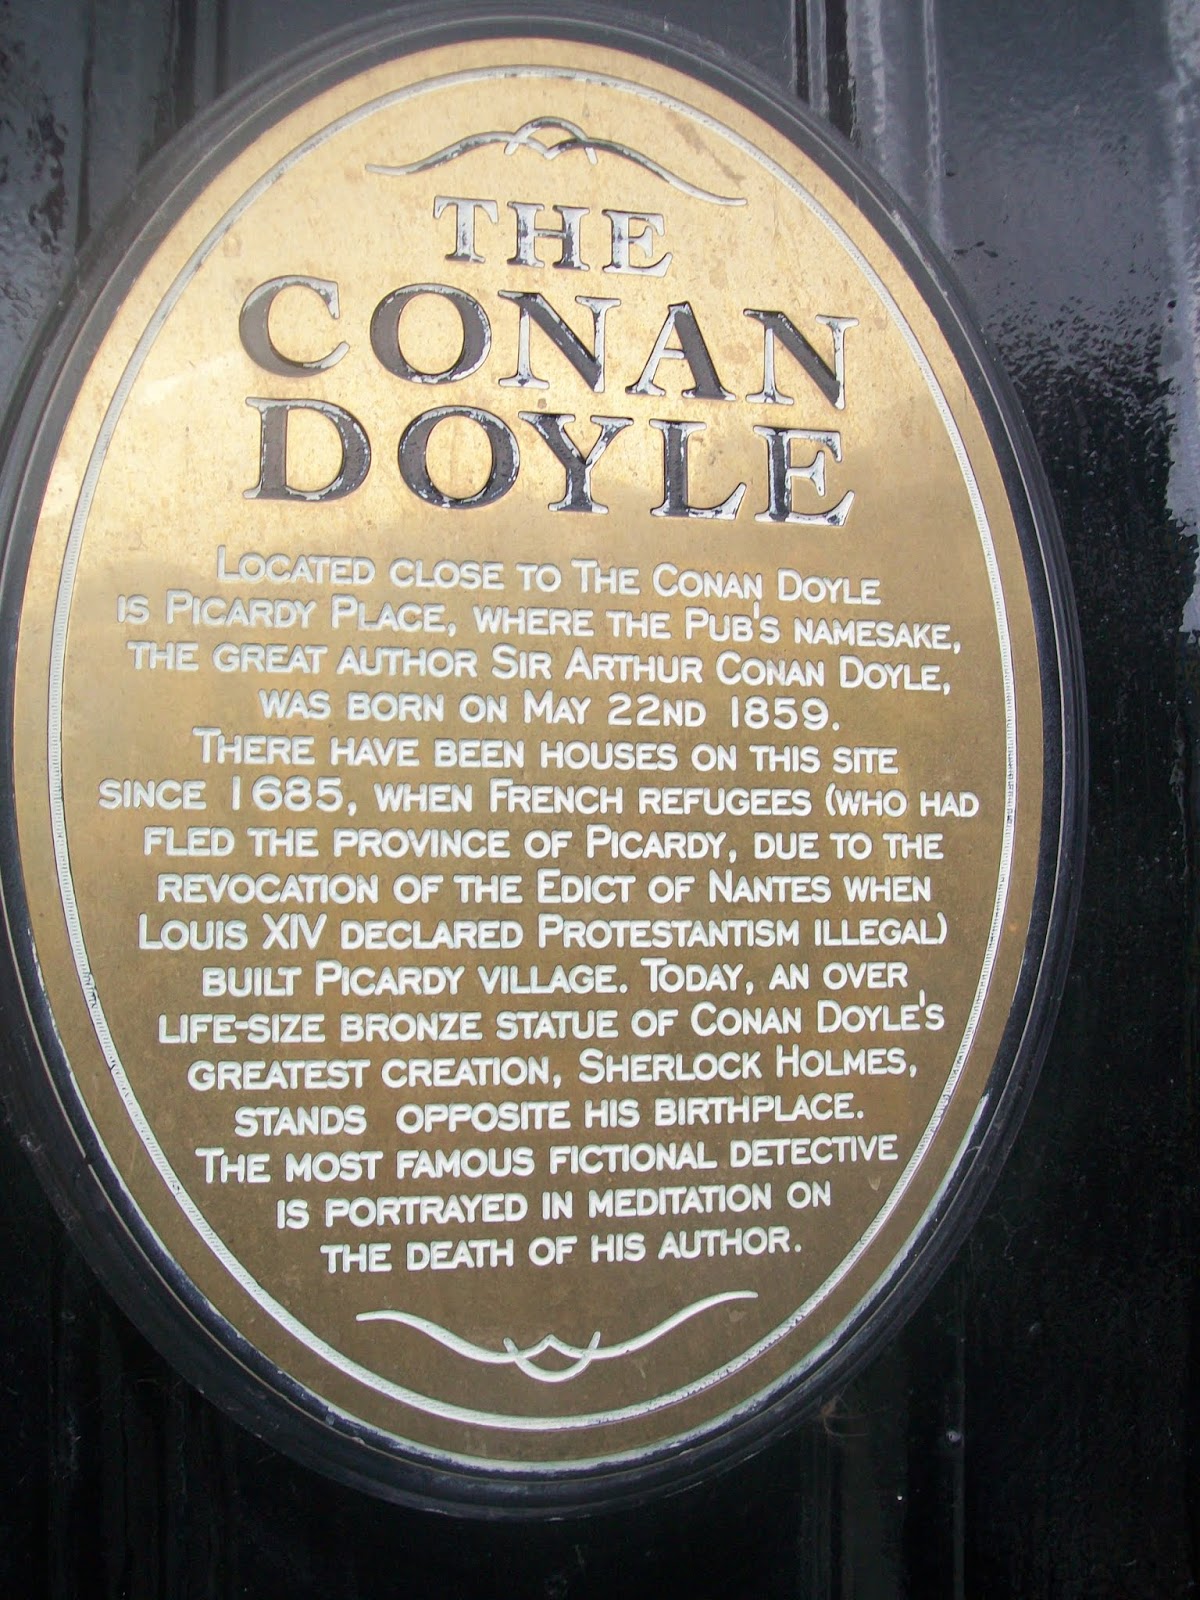 THE
CONAN
DOYLE
LOCATED CLOSE TO THE CONAN DOYLE
IS PICARDY PLACE, WHERE THE PUB'S NAMESAKE,
THE GREAT AUTHOR SIR ARTHUR CONAN DOYLE,
WAS BORN ON MAY 22ND 1859.
THERE HAVE BEEN HOUSES ON THIS SITE
SINCE 1685, WHEN FRENCH REFUGEES (WHO HAD
FLED THE PROVINCE OF PICARDY, DUE TO THE
REVOCATION OF THE EDICT OF NANTES WHEN
LOUIS XIV DECLARED PROTESTANTISM ILLEGAL)
BUILT PICARDY VILLAGE. TODAY, AN OVER
LIFE-SIZE BRONZE STATUE OF CONAN DOYLE'S
GREATEST CREATION, SHERLOCK HOLMES,
STANDS OPPOSITE HIS BIRTHPLACE.
THE MOST FAMOUS FICTIONAL DETECTIVE
IS PORTRAYED IN MEDITATION ON
THE DEATH OF HIS AUTHOR.